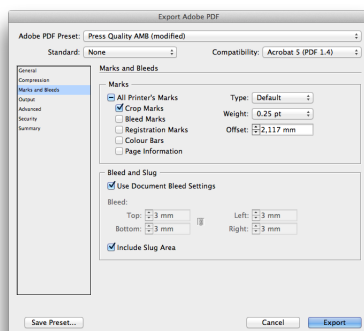 Export Adobe PDF
Adobe PDF Preset: Press Quality AMB (modified)
Standard: None Compatibility: Acrobat 5 (PDF 1.4)
General
Compression
Marks and Bleeds
Output
Advanced
Security
Summary
Marks and Bleeds
Marks
All Printer's Marks
Crop Marks
Bleed Marks
Registration Marks
Colour Bars
Page Information
Type: Default
Weight: 0.25 pt
Offset: 2,117 mm
Bleed and Slug
Use Document Bleed Settings
Bleed:
Top: 3 mm Left: 3 mm
Bottom: 3 mm Right: 3 mm
Include Slug Area
Save Preset... Cancel Export